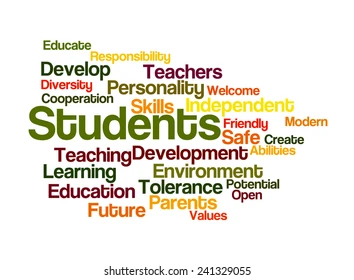 Educate
Responsibility
Develop Teachers
Diversity Personality Welcome
Cooperation Skills Independent
Students Friendly Modern
Safe Create
Teaching Development Abilities
Learning Environment
Education Tolerance Potential
Parents Open
Future Values
shutterstock.com · 241329055